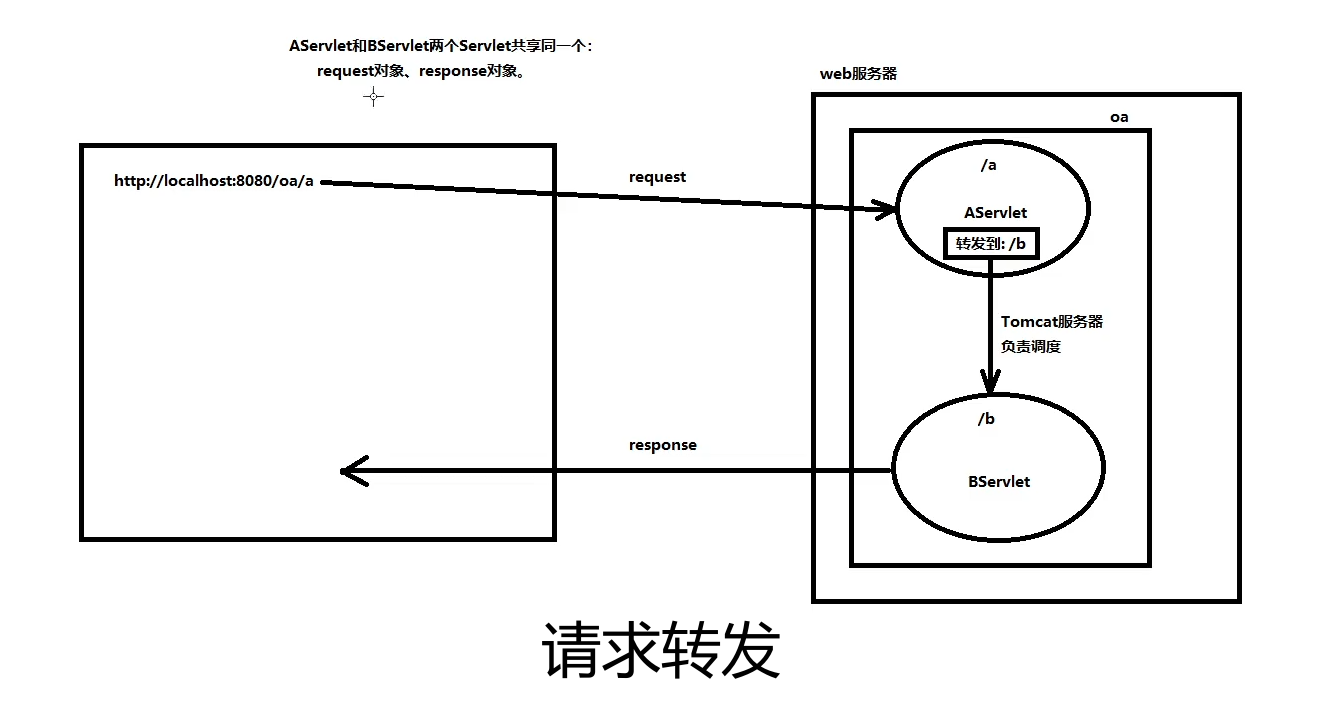 AServlet和BServlet两个Servlet共享同一个：
request对象、response对象。
web服务器
oa
http://localhost:8080/oa/a
request
/a
AServlet
转发到: /b
Tomcat服务器
负责调度
/b
response
BServlet
请求转发